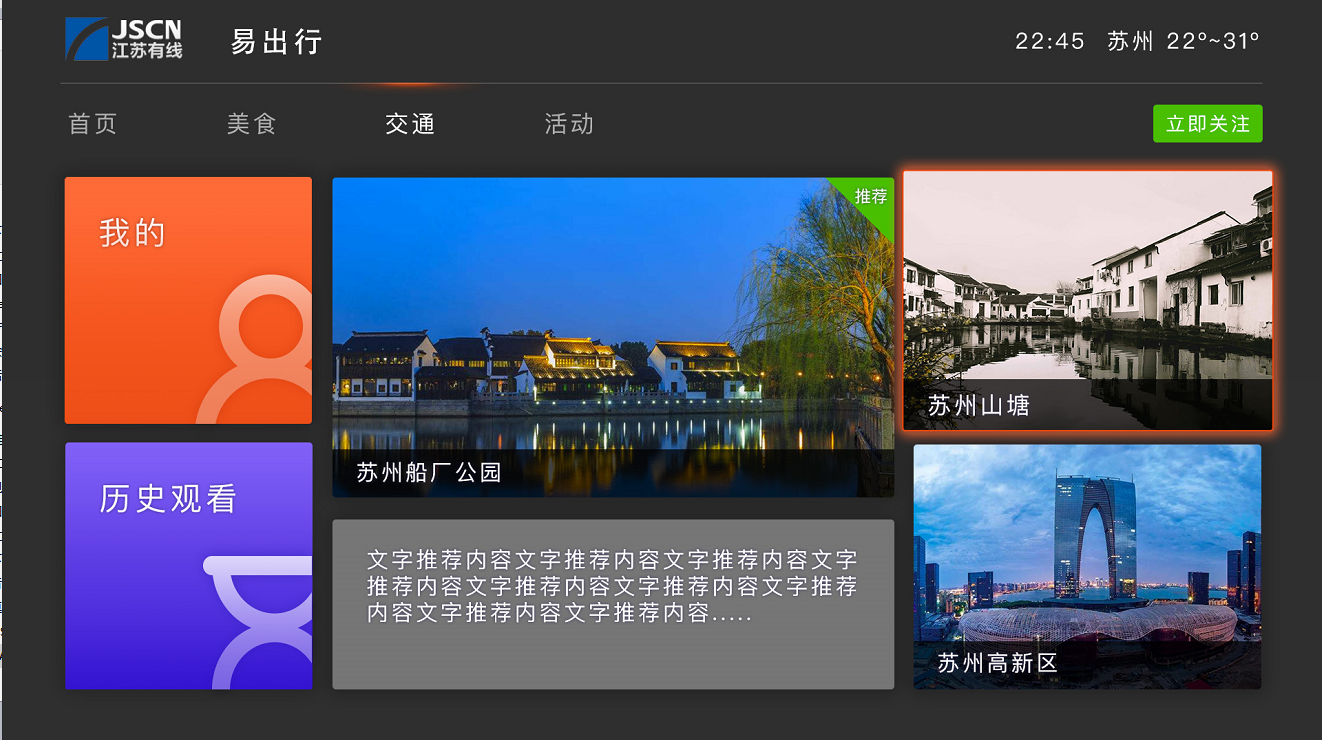 JSCN
江苏有线
易出行
22:45 苏州 22°~31°
首页 美食 交通 活动
立即关注
我的
推荐
苏州船厂公园
苏州山塘
历史观看
文字推荐内容文字推荐内容文字推荐内容文字
推荐内容文字推荐内容文字推荐内容文字推荐
内容文字推荐内容文字推荐内容.....
苏州高新区